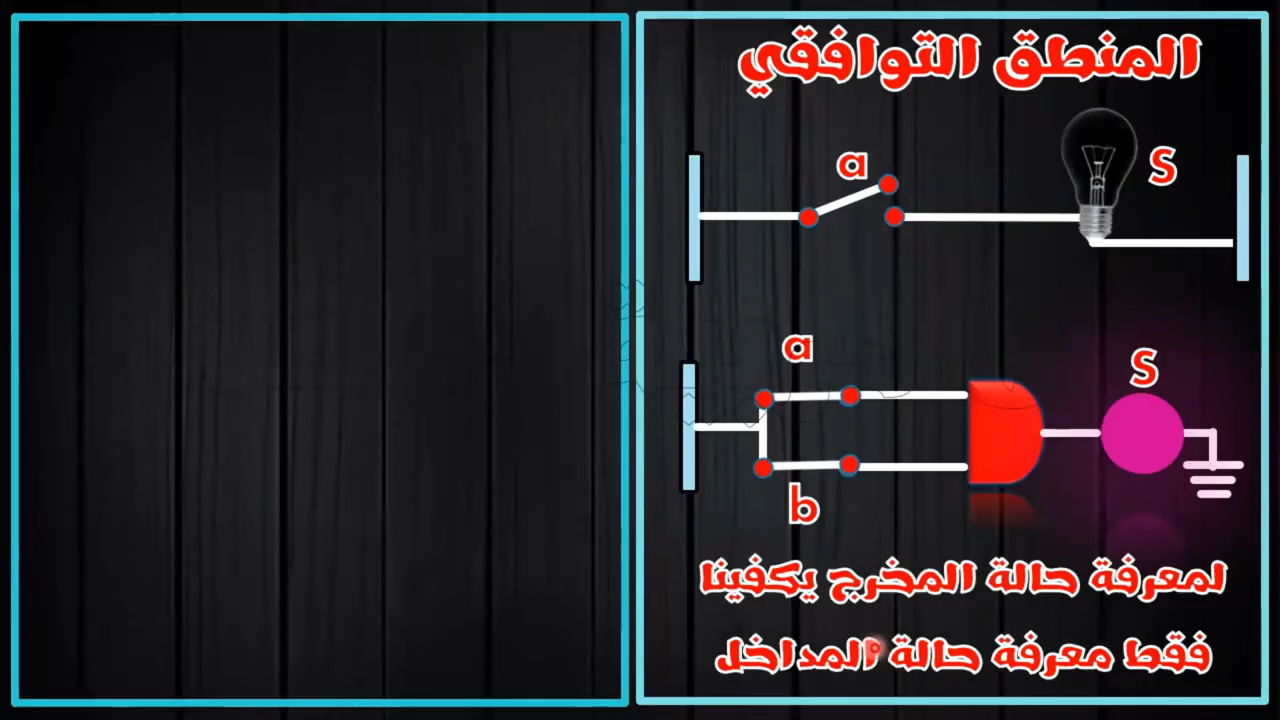 المنطق التوافقي
a
S
a
S
b
لمعرفة حالة المخرج يكفينا
فقط معرفة حالة المداخل